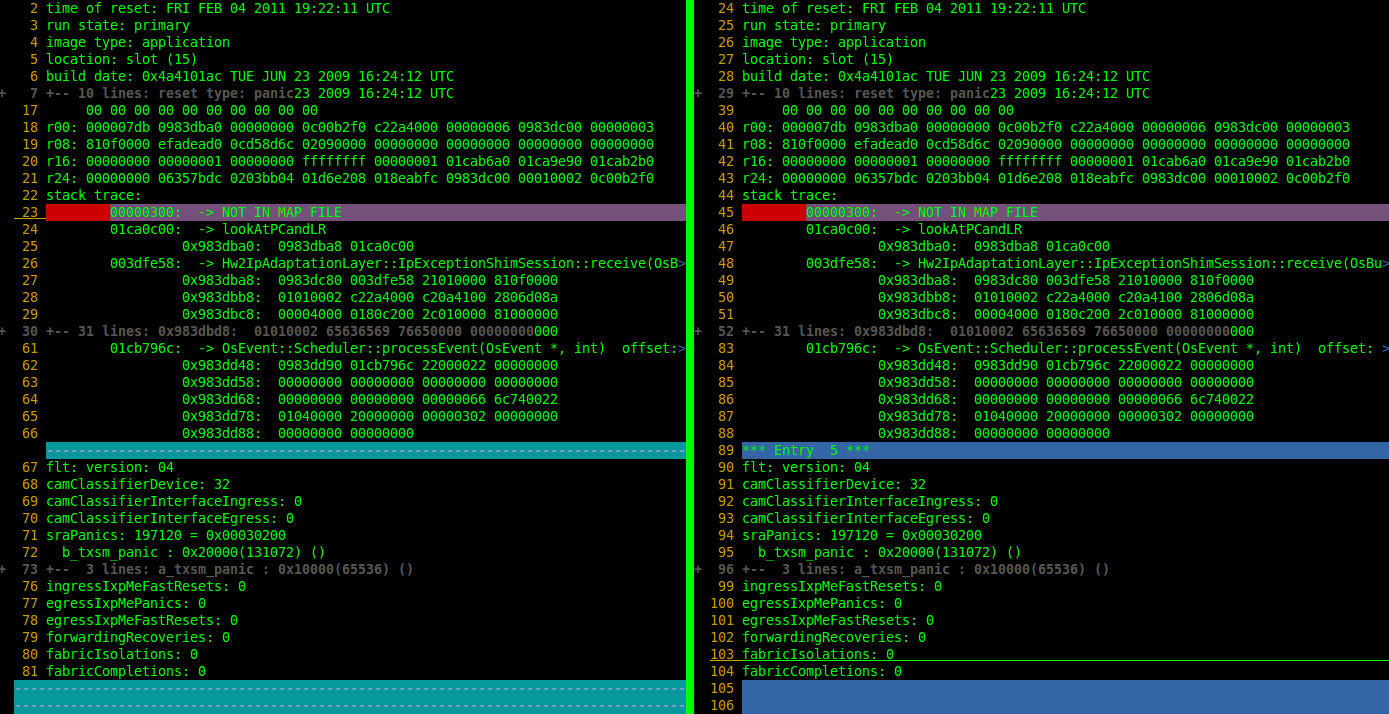 2 time of reset: FRI FEB 04 2011 19:22:11 UTC
3 run state: primary
4 image type: application
5 location: slot (15)
6 build date: 0x4a4101ac TUE JUN 23 2009 16:24:12 UTC
+ 7 +-- 10 lines: reset type: panic23 2009 16:24:12 UTC
17 00 00 00 00 00 00 00 00 00 00
18 r00: 000007db 0983dba0 00000000 0c00b2f0 c22a4000 00000006 0983dc00 00000003
19 r08: 810f0000 efadead0 0cd58d6c 02090000 00000000 00000000 00000000 00000000
20 r16: 00000000 00000001 00000000 ffffffff 00000001 01cab6a0 01ca9e90 01cab2b0
21 r24: 00000000 06357bdc 0203bb04 01d6e208 018eabfc 0983dc00 00010002 0c00b2f0
22 stack trace:
23 00000300: -> NOT IN MAP FILE
24 01ca0c00: -> lookAtPCandLR
25 0x983dba0: 0983dba8 01ca0c00
26 003dfe58: -> Hw2IpAdaptationLayer::IpExceptionShimSession::receive(OsB>
27 0x983dba8: 0983dc80 003dfe58 21010000 810f0000
28 0x983dbb8: 01010002 c22a4000 c20a4100 2806d08a
29 0x983dbc8: 00004000 0180c200 2c010000 81000000
+ 30 +-- 31 lines: 0x983dbd8: 01010002 65636569 76650000 00000000000
61 01cb796c: -> OsEvent::Scheduler::processEvent(OsEvent *, int) offset:>
62 0x983dd48: 0983dd90 01cb796c 22000022 00000000
63 0x983dd58: 00000000 00000000 00000000 00000000
64 0x983dd68: 00000000 00000000 00000066 6c740022
65 0x983dd78: 01040000 20000000 00000302 00000000
66 0x983dd88: 00000000 00000000
--------------------------------------------------------------------------------
67 flt: version: 04
68 camClassifierDevice: 32
69 camClassifierInterfaceIngress: 0
70 camClassifierInterfaceEgress: 0
71 sraPanics: 197120 = 0x00030200
72 b_txsm_panic : 0x20000(131072) ()
+ 73 +-- 3 lines: a_txsm_panic : 0x10000(65536) ()
76 ingressIxpMeFastResets: 0
77 egressIxpMePanics: 0
78 egressIxpMeFastResets: 0
79 forwardingRecoveries: 0
80 fabricIsolations: 0
81 fabricCompletions: 0
------------------------------------------------------------------------------------
------------------------------------------------------------------------------------
24 time of reset: FRI FEB 04 2011 19:22:11 UTC
25 run state: primary
26 image type: application
27 location: slot (15)
28 build date: 0x4a4101ac TUE JUN 23 2009 16:24:12 UTC
+ 29 +-- 10 lines: reset type: panic23 2009 16:24:12 UTC
39 00 00 00 00 00 00 00 00 00 00
40 r00: 000007db 0983dba0 00000000 0c00b2f0 c22a4000 00000006 0983dc00 00000003
41 r08: 810f0000 efadead0 0cd58d6c 02090000 00000000 00000000 00000000 00000000
42 r16: 00000000 00000001 00000000 ffffffff 00000001 01cab6a0 01ca9e90 01cab2b0
43 r24: 00000000 06357bdc 0203bb04 01d6e208 018eabfc 0983dc00 00010002 0c00b2f0
44 stack trace:
45 00000300: -> NOT IN MAP FILE
46 01ca0c00: -> lookAtPCandLR
47 0x983dba0: 0983dba8 01ca0c00
48 003dfe58: -> Hw2IpAdaptationLayer::IpExceptionShimSession::receive(OsBu>
49 0x983dba8: 0983dc80 003dfe58 21010000 810f0000
50 0x983dbb8: 01010002 c22a4000 c20a4100 2806d08a
51 0x983dbc8: 00004000 0180c200 2c010000 81000000
+ 52 +-- 31 lines: 0x983dbd8: 01010002 65636569 76650000 00000000000
83 01cb796c: -> OsEvent::Scheduler::processEvent(OsEvent *, int) offset: >
84 0x983dd48: 0983dd90 01cb796c 22000022 00000000
85 0x983dd58: 00000000 00000000 00000000 00000000
86 0x983dd68: 00000000 00000000 00000066 6c740022
87 0x983dd78: 01040000 20000000 00000302 00000000
88 0x983dd88: 00000000 00000000
89 *** Entry 5 ***
90 flt: version: 04
91 camClassifierDevice: 32
92 camClassifierInterfaceIngress: 0
93 camClassifierInterfaceEgress: 0
94 sraPanics: 197120 = 0x00030200
95 b_txsm_panic : 0x20000(131072) ()
+ 96 +-- 3 lines: a_txsm_panic : 0x10000(65536) ()
99 ingressIxpMeFastResets: 0
100 egressIxpMePanics: 0
101 egressIxpMeFastResets: 0
102 forwardingRecoveries: 0
103 fabricIsolations: 0
104 fabricCompletions: 0
105
106